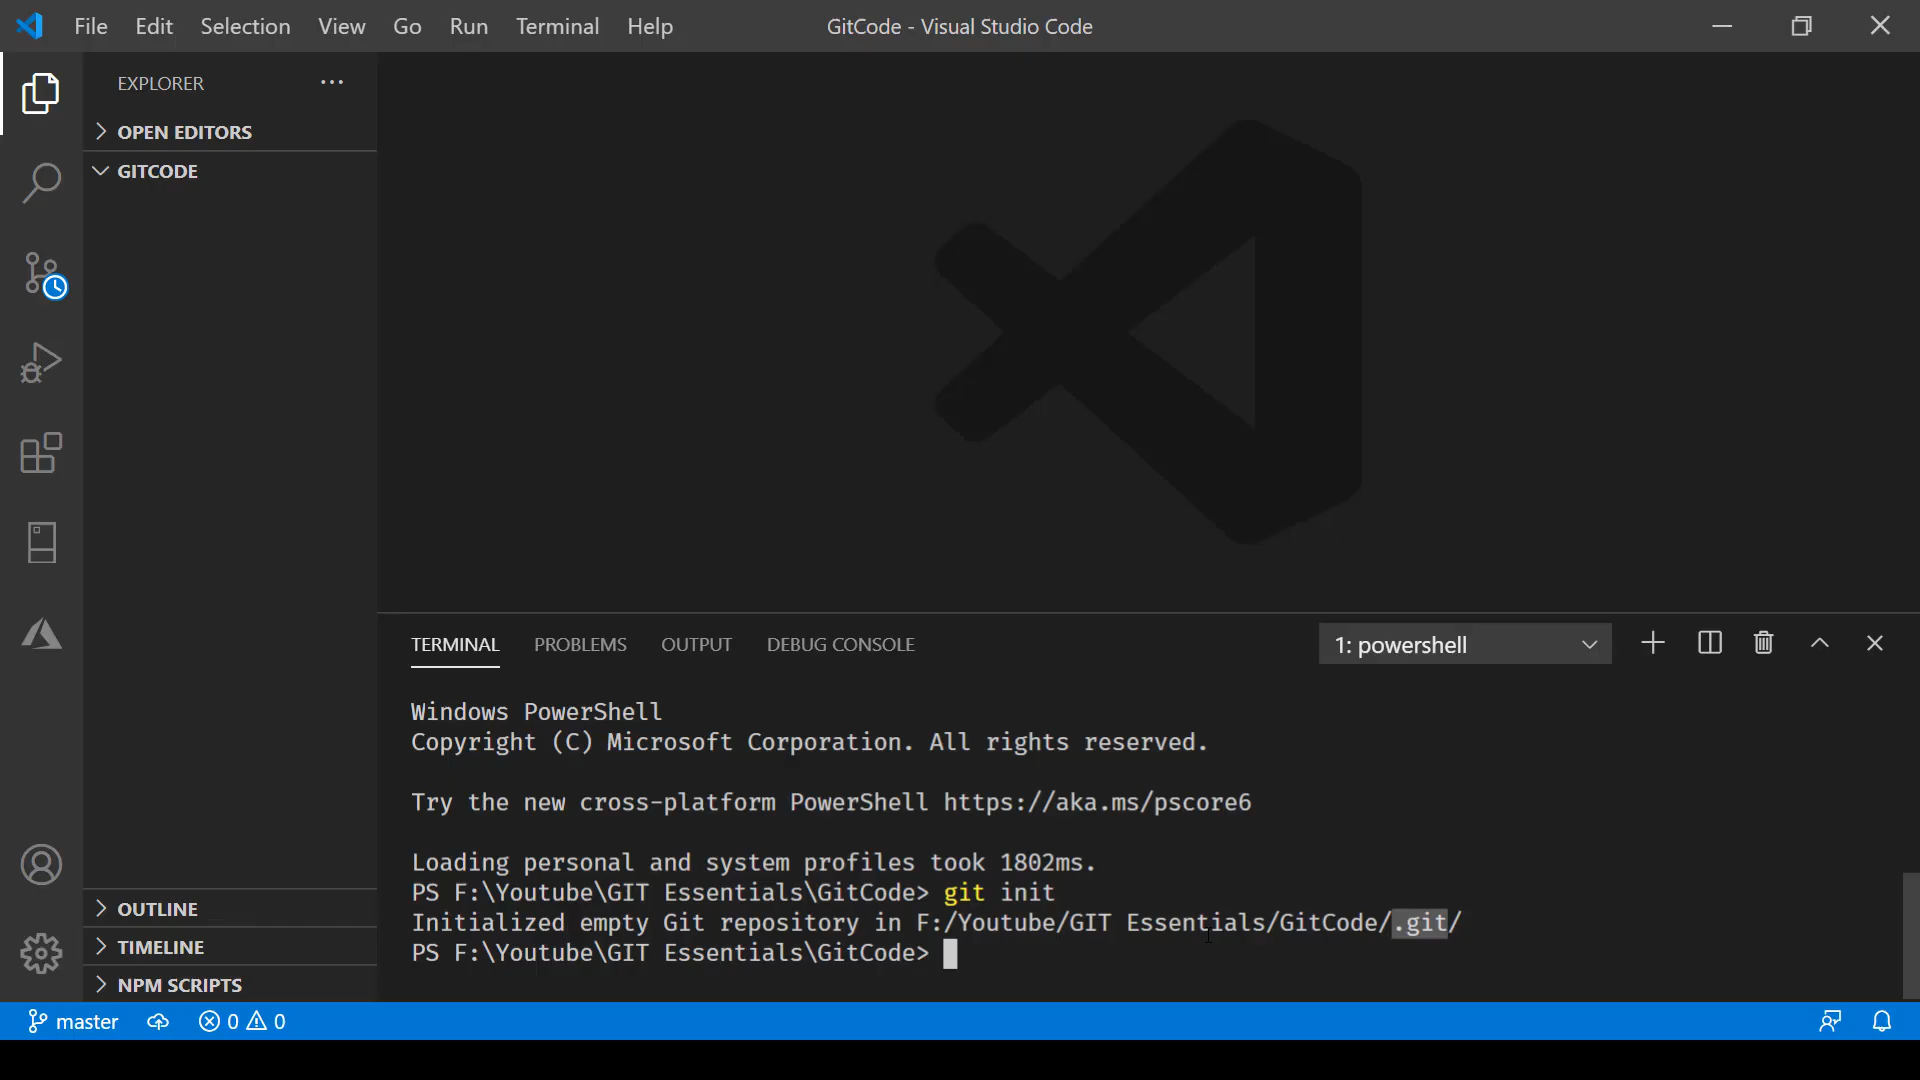 File Edit Selection View Go Run Terminal Help GitCode - Visual Studio Code
EXPLORER
OPEN EDITORS
GITCODE
OUTLINE
TIMELINE
NPM SCRIPTS
TERMINAL PROBLEMS OUTPUT DEBUG CONSOLE 1: powershell
Windows PowerShell
Copyright (C) Microsoft Corporation. All rights reserved.
Try the new cross-platform PowerShell https://aka.ms/pscore6
Loading personal and system profiles took 1802ms.
PS F:\Youtube\GIT Essentials\GitCode> git init
Initialized empty Git repository in F:/Youtube/GIT Essentials/GitCode/.git/
PS F:\Youtube\GIT Essentials\GitCode>
master 0 0